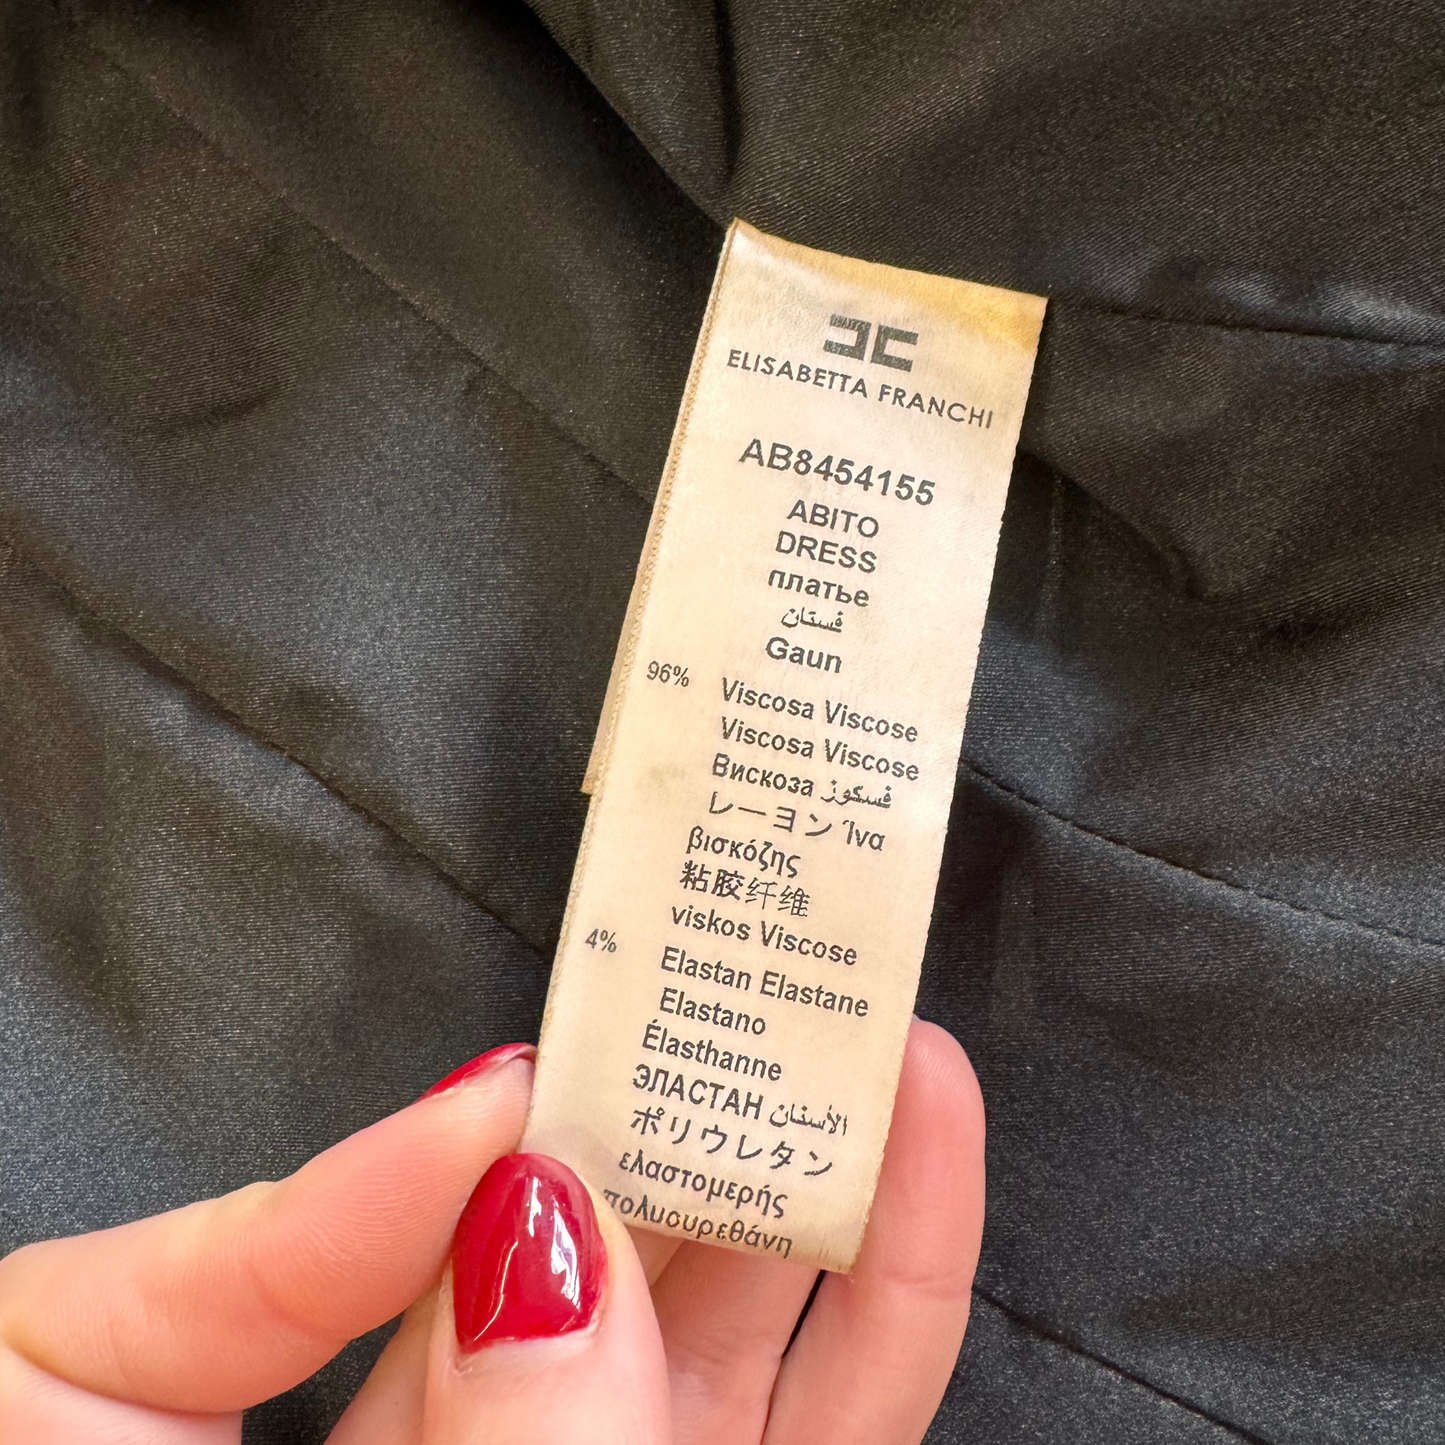 ELISABETTA FRANCHI
AB8454155
ABITO
DRESS
платье
فستان
Gaun
96% Viscosa Viscose
Viscosa Viscose
Вискоза فسكوز
レーヨン Ίνα
βισκόζης
粘胶纤维
viskos Viscose
4% Elastan Elastane
Elastano
Élasthanne
ЭЛАСТАН الأستان
ポリウレタン
ελαστομερής
πολυουρεθάνη